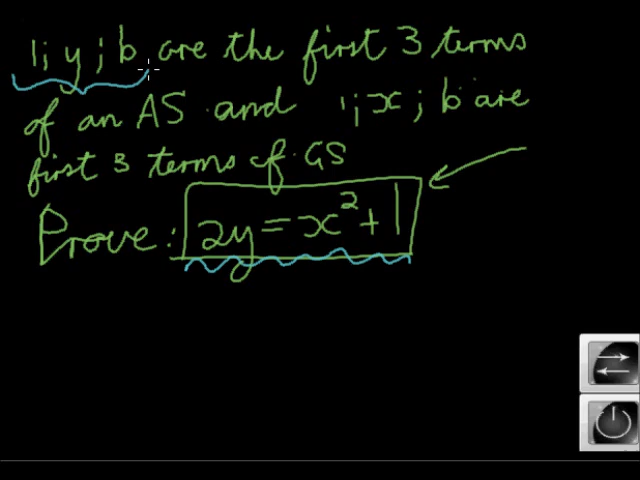 1; y; b are the first 3 terms
of an AS and 1; x; b are
first 3 terms of GS
Prove: 2y = x² + 1